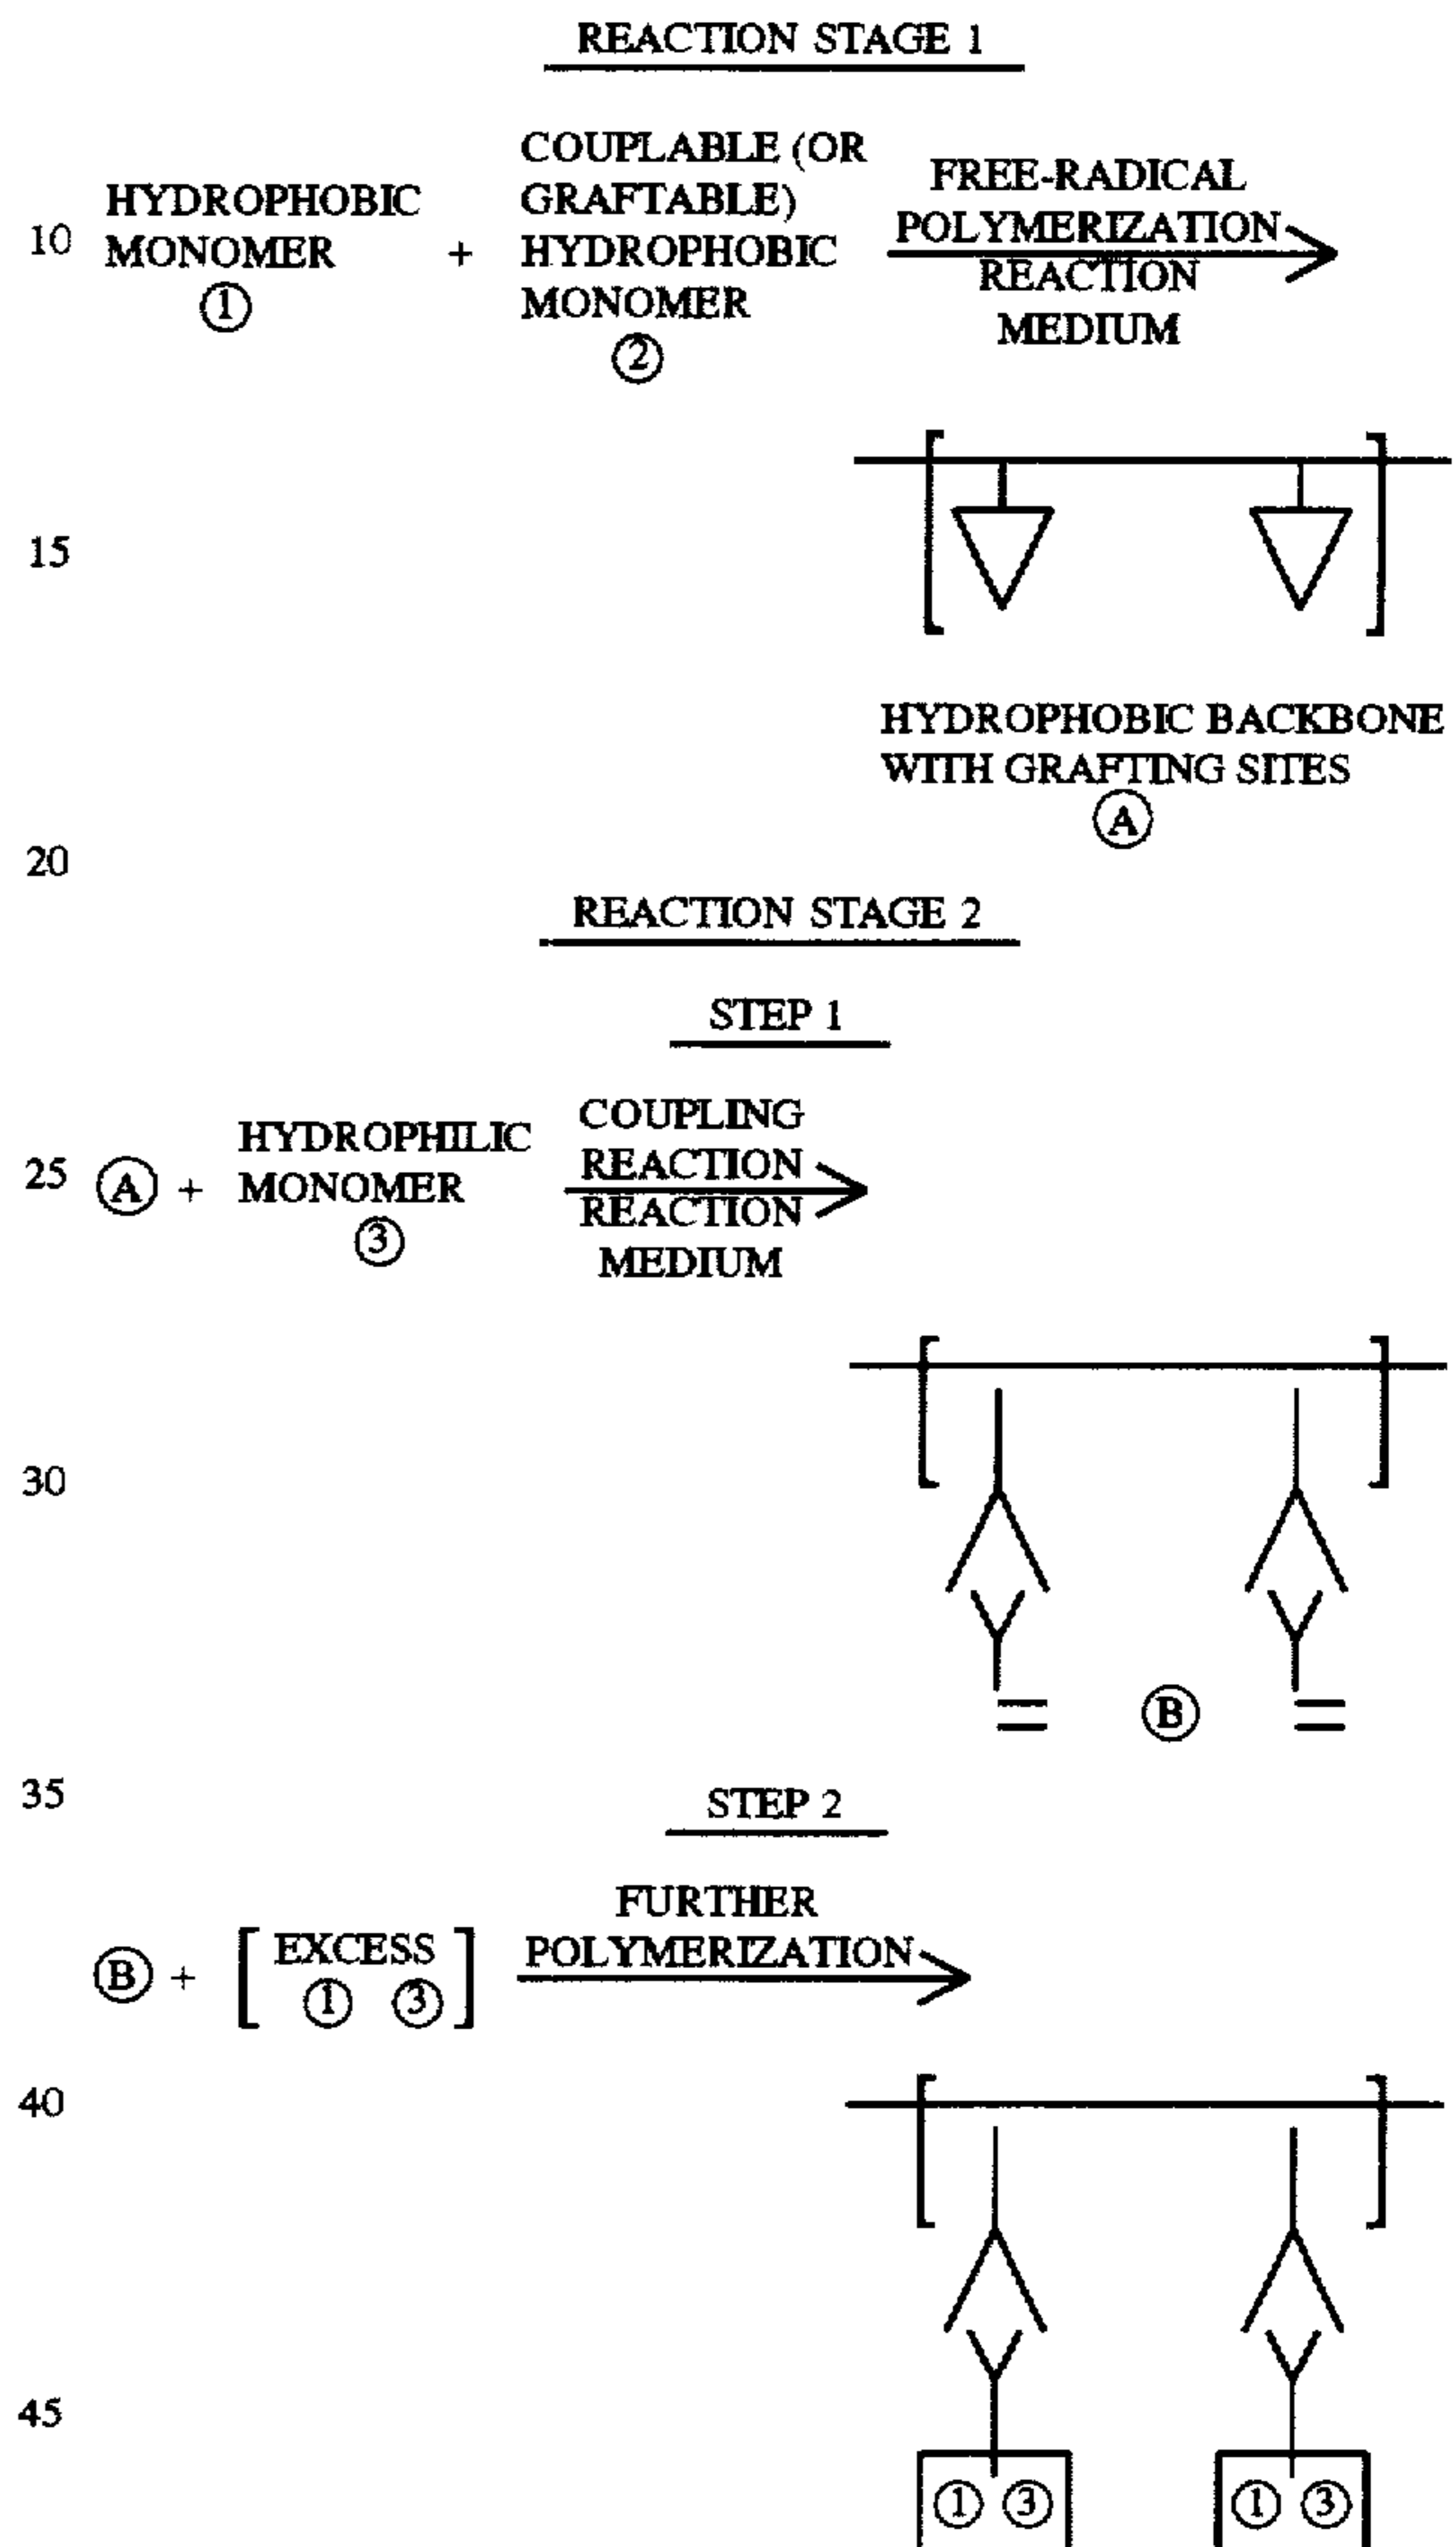 REACTION STAGE 1
HYDROPHOBIC
MONOMER
①
+
COUPLABLE (OR
GRAFTABLE)
HYDROPHOBIC
MONOMER
②
FREE-RADICAL
POLYMERIZATION
REACTION
MEDIUM
10
15
HYDROPHOBIC BACKBONE
WITH GRAFTING SITES
Ⓐ
20
REACTION STAGE 2
STEP 1
25
Ⓐ +
HYDROPHILIC
MONOMER
③
COUPLING
REACTION
REACTION
MEDIUM
30
Ⓑ
35
STEP 2
Ⓑ + [ EXCESS
① ③ ]
FURTHER
POLYMERIZATION
40
45
① ③ ① ③